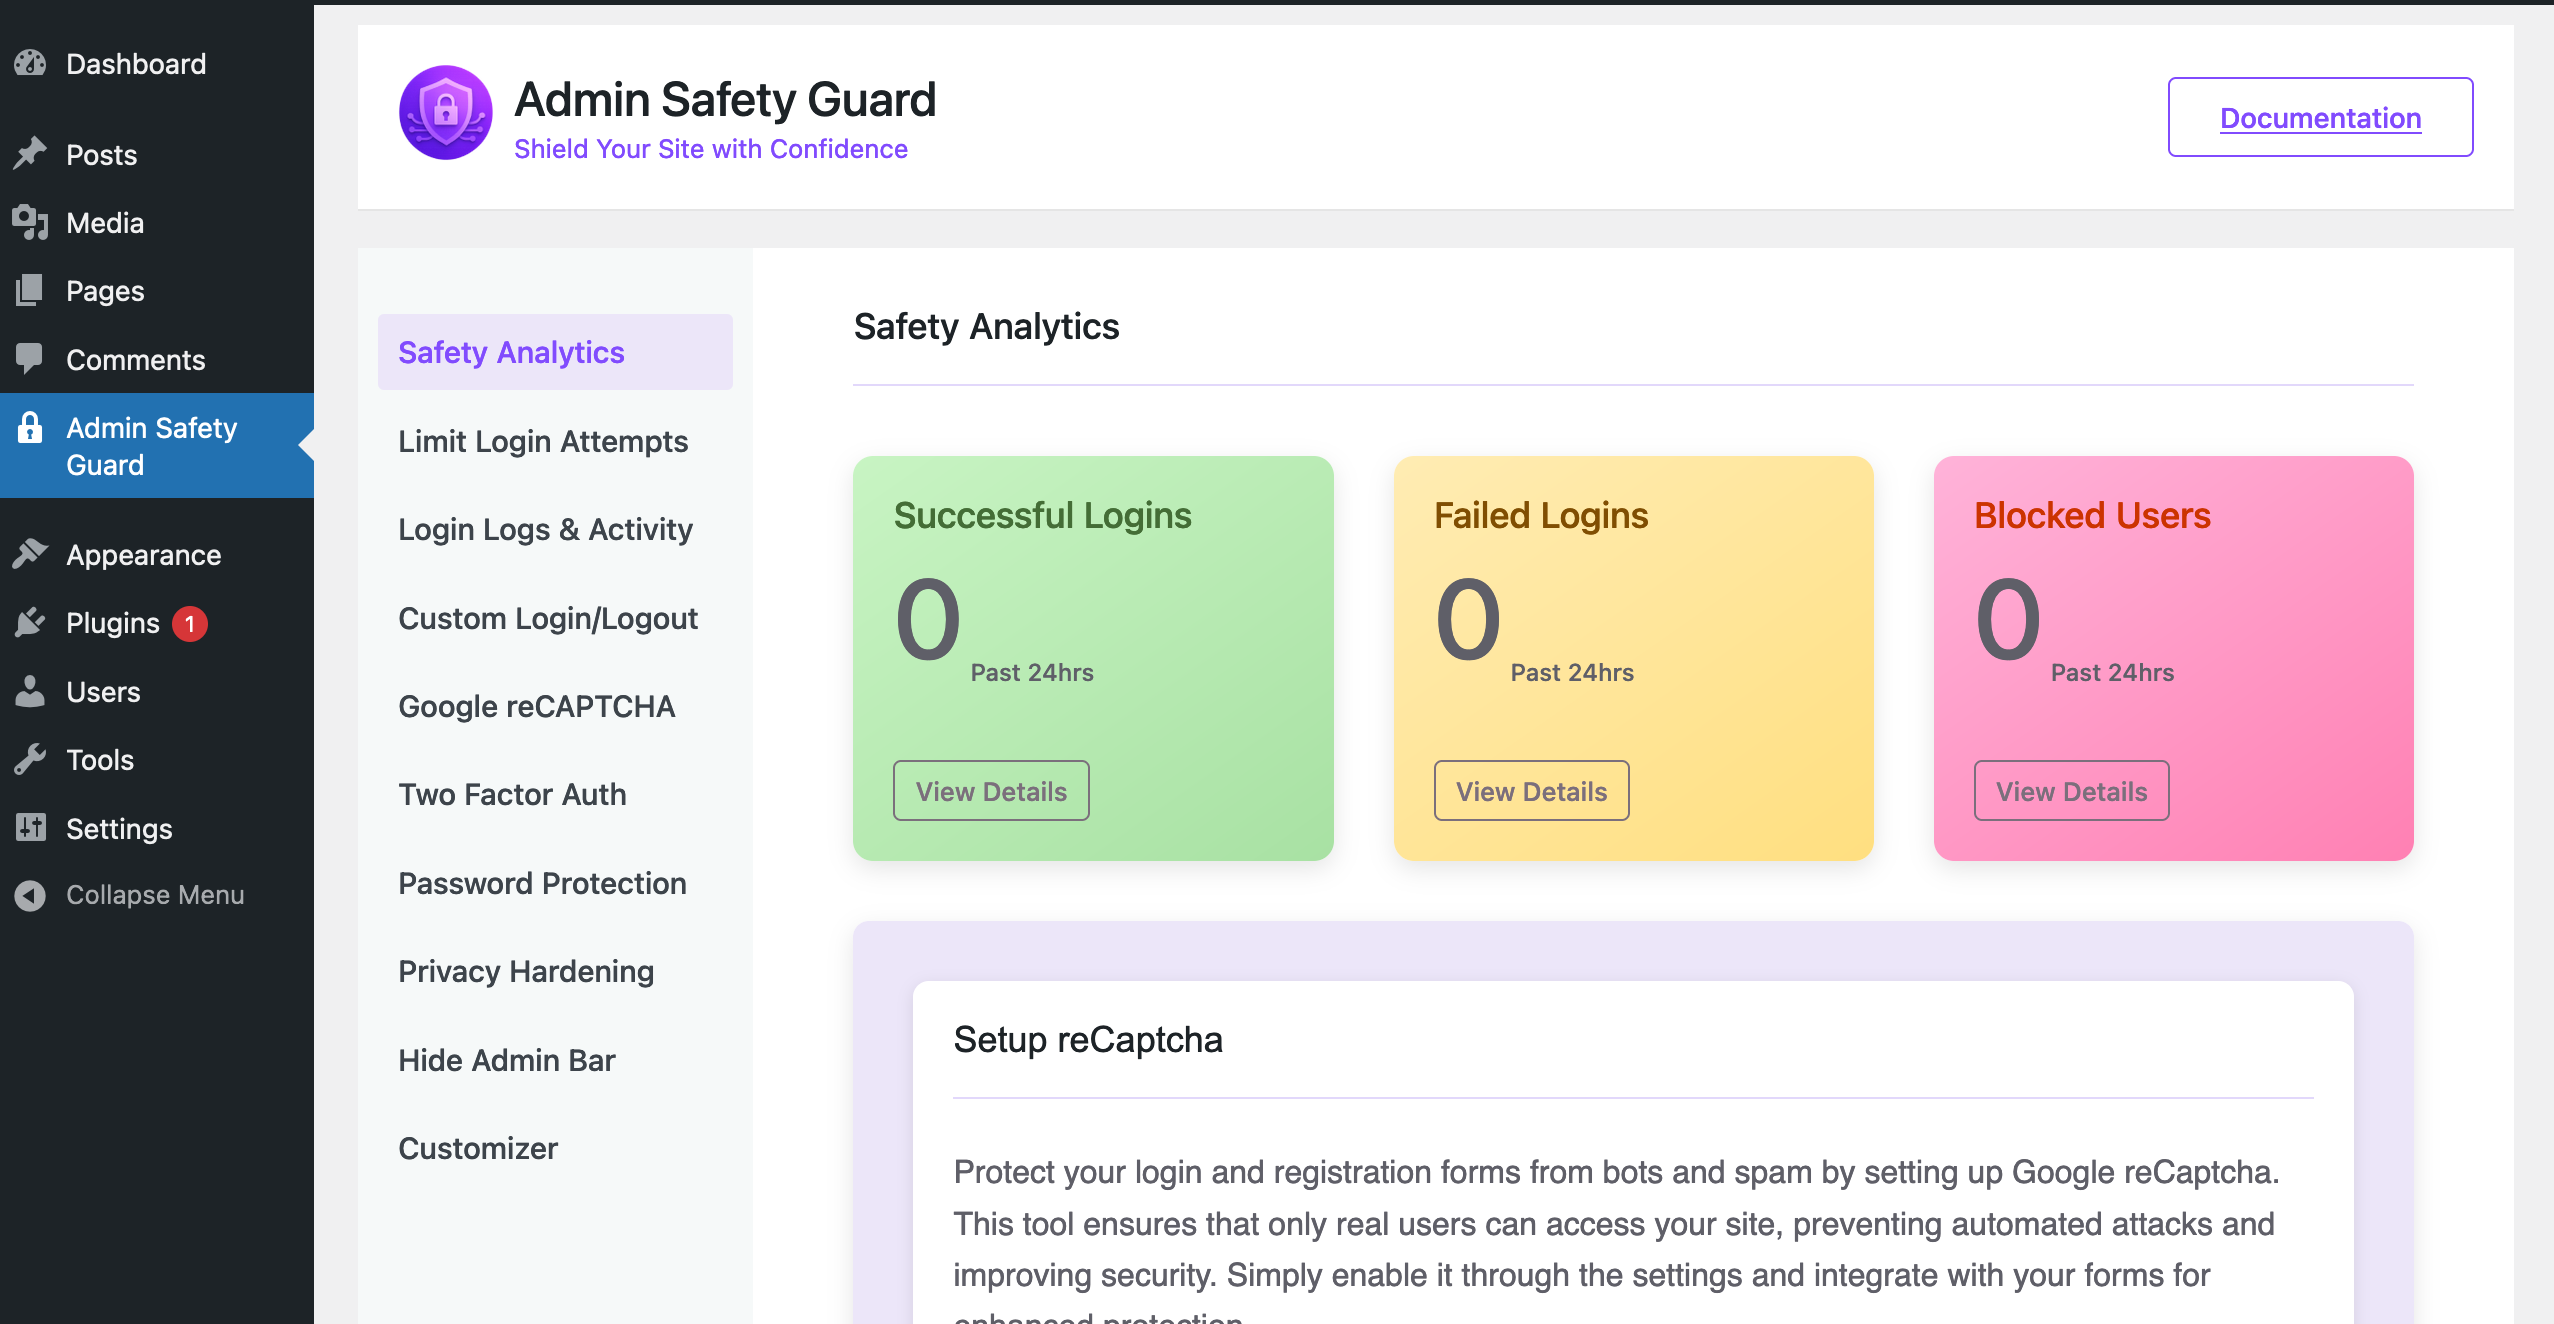 Dashboard
Posts
Media
Pages
Comments
Admin Safety
Guard
Appearance
Plugins 1
Users
Tools
Settings
Collapse Menu
Admin Safety Guard
Shield Your Site with Confidence
Documentation
Safety Analytics
Limit Login Attempts
Login Logs & Activity
Custom Login/Logout
Google reCAPTCHA
Two Factor Auth
Password Protection
Privacy Hardening
Hide Admin Bar
Customizer
Safety Analytics
Successful Logins
0 Past 24hrs
View Details
Failed Logins
0 Past 24hrs
View Details
Blocked Users
0 Past 24hrs
View Details
Setup reCaptcha
Protect your login and registration forms from bots and spam by setting up Google reCaptcha.
This tool ensures that only real users can access your site, preventing automated attacks and
improving security. Simply enable it through the settings and integrate with your forms for
enhanced protection.